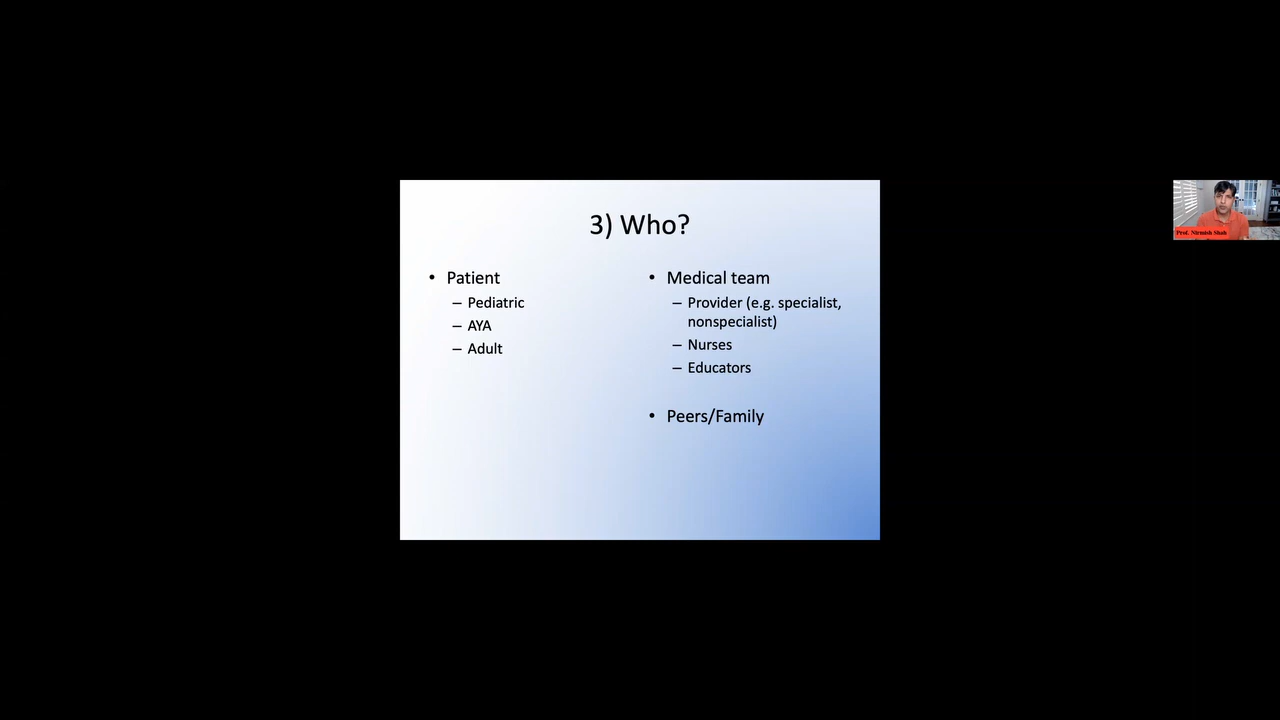 3) Who?
• Patient
– Pediatric
– AYA
– Adult
• Medical team
– Provider (e.g. specialist,
nonspecialist)
– Nurses
– Educators
• Peers/Family
Prof. Nirmish Shah